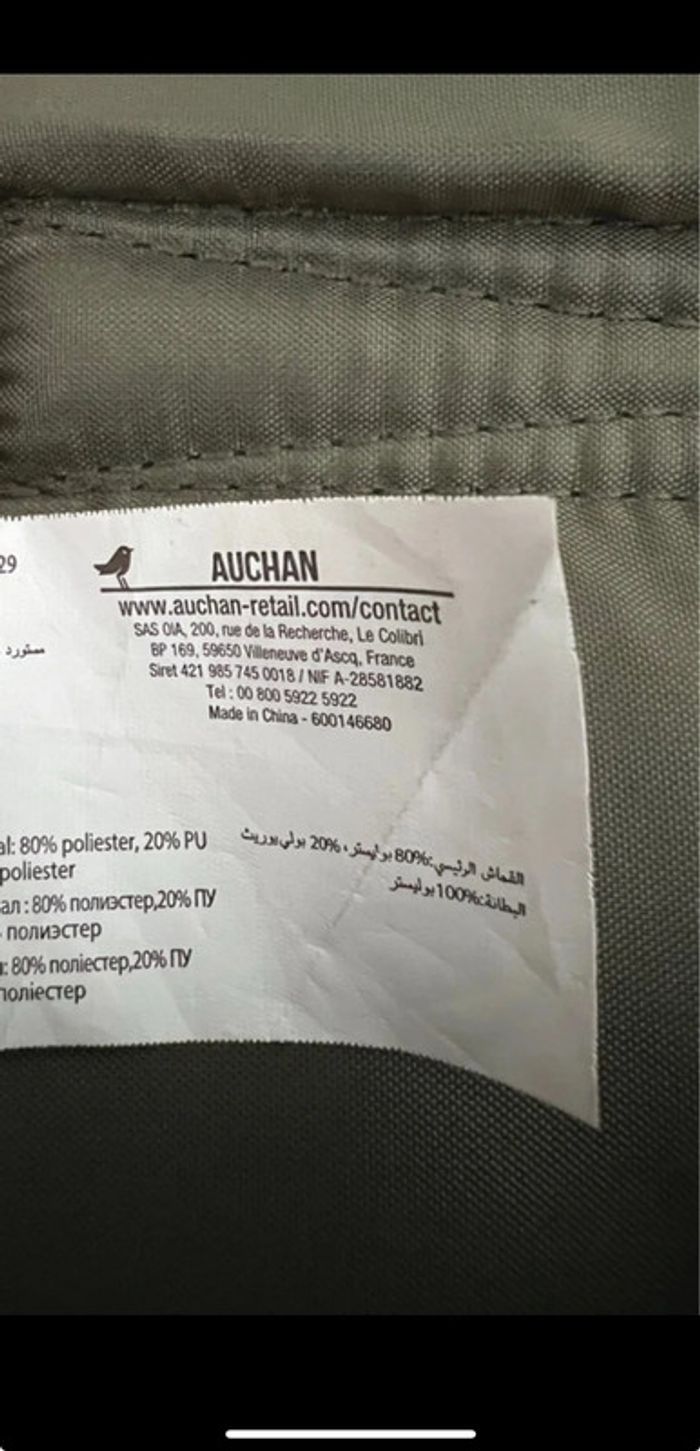 29
AUCHAN
www.auchan-retail.com/contact
SAS OIA, 200, rue de la Recherche, Le Colibri
BP 169, 59650 Villeneuve d'Ascq, France
Siret 421 985 745 0018 / NIF A-28581882
Tel : 00 800 5922 5922
Made in China - 600146680
مستورد
al: 80% poliester, 20% PU
poliester
ал : 80% полиэстер,20% ПУ
полиэстер
: 80% поліестер,20% ПУ
поліестер
القماش الرئيسي:80% بوليستر، 20% بولي يوريث
البطانة:100% بوليستر